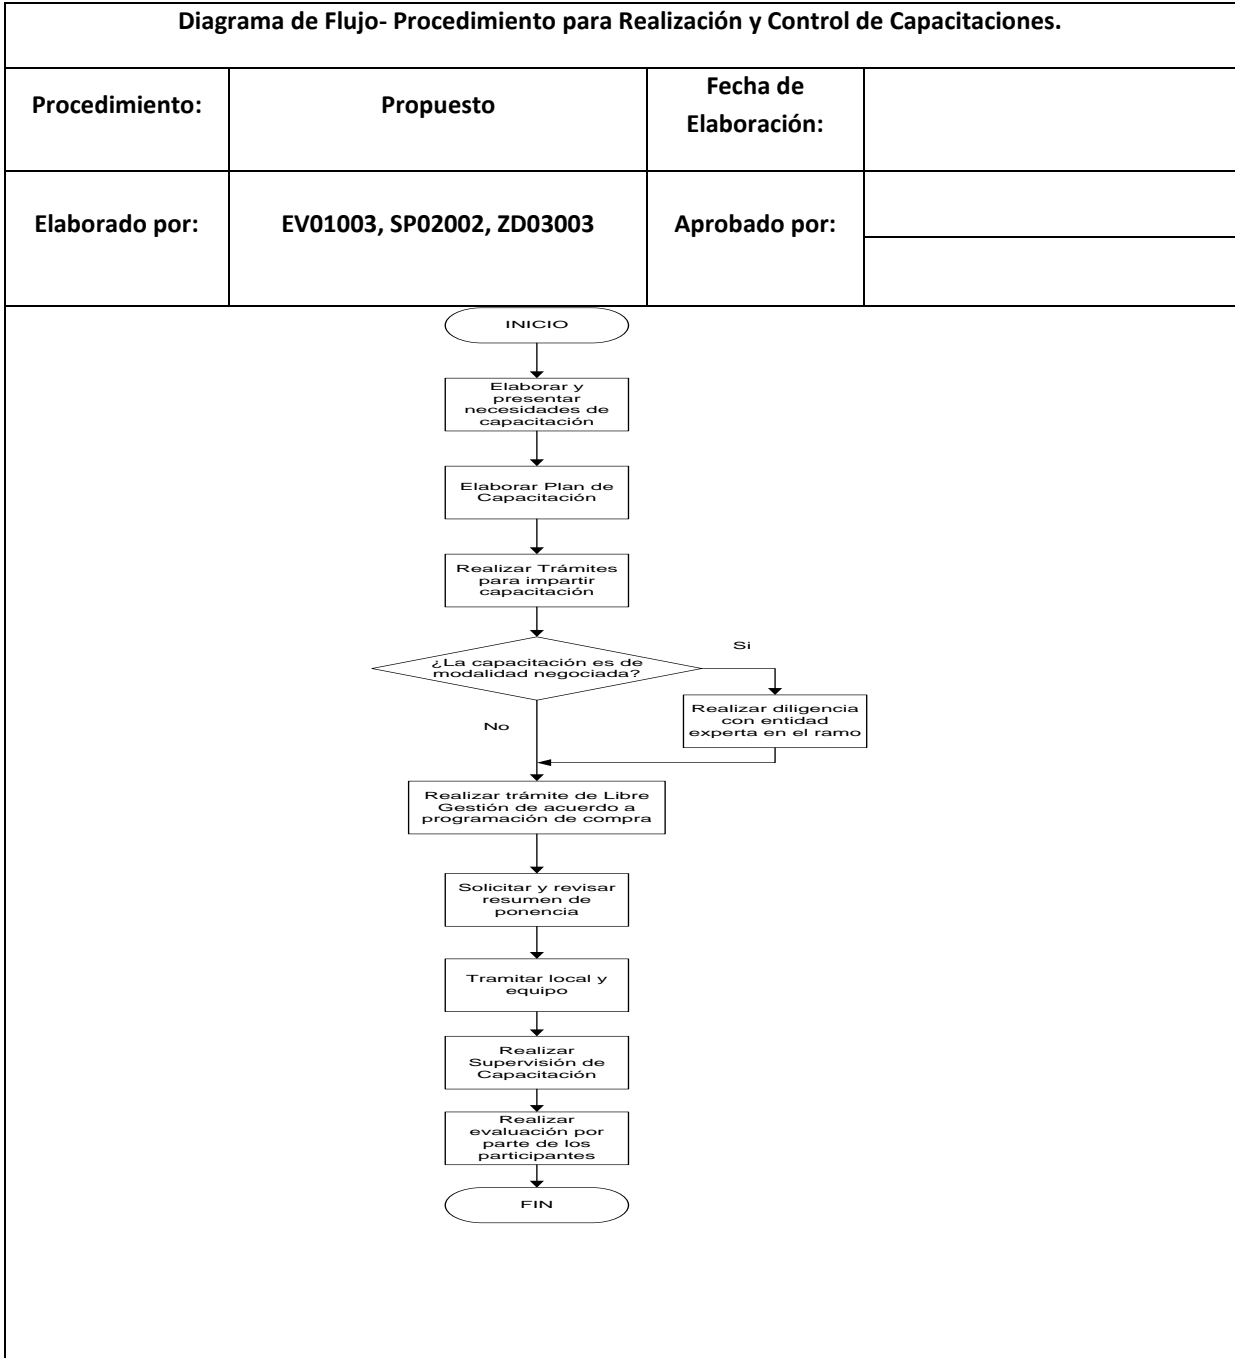 Diagrama de Flujo- Procedimiento para Realización y Control de Capacitaciones.
Procedimiento:
Propuesto
Fecha de
Elaboración:
Elaborado por:
EV01003, SP02002, ZD03003
Aprobado por:
INICIO
Elaborar y
presentar
necesidades de
capacitación
Elaborar Plan de
Capacitación
Realizar Trámites
para impartir
capacitación
¿La capacitación es de
modalidad negociada?
Si
Realizar diligencia
con entidad
experta en el ramo
No
Realizar trámite de Libre
Gestión de acuerdo a
programación de compra
Solicitar y revisar
resumen de
ponencia
Tramitar local y
equipo
Realizar
Supervisión de
Capacitación
Realizar
evaluación por
parte de los
participantes
FIN